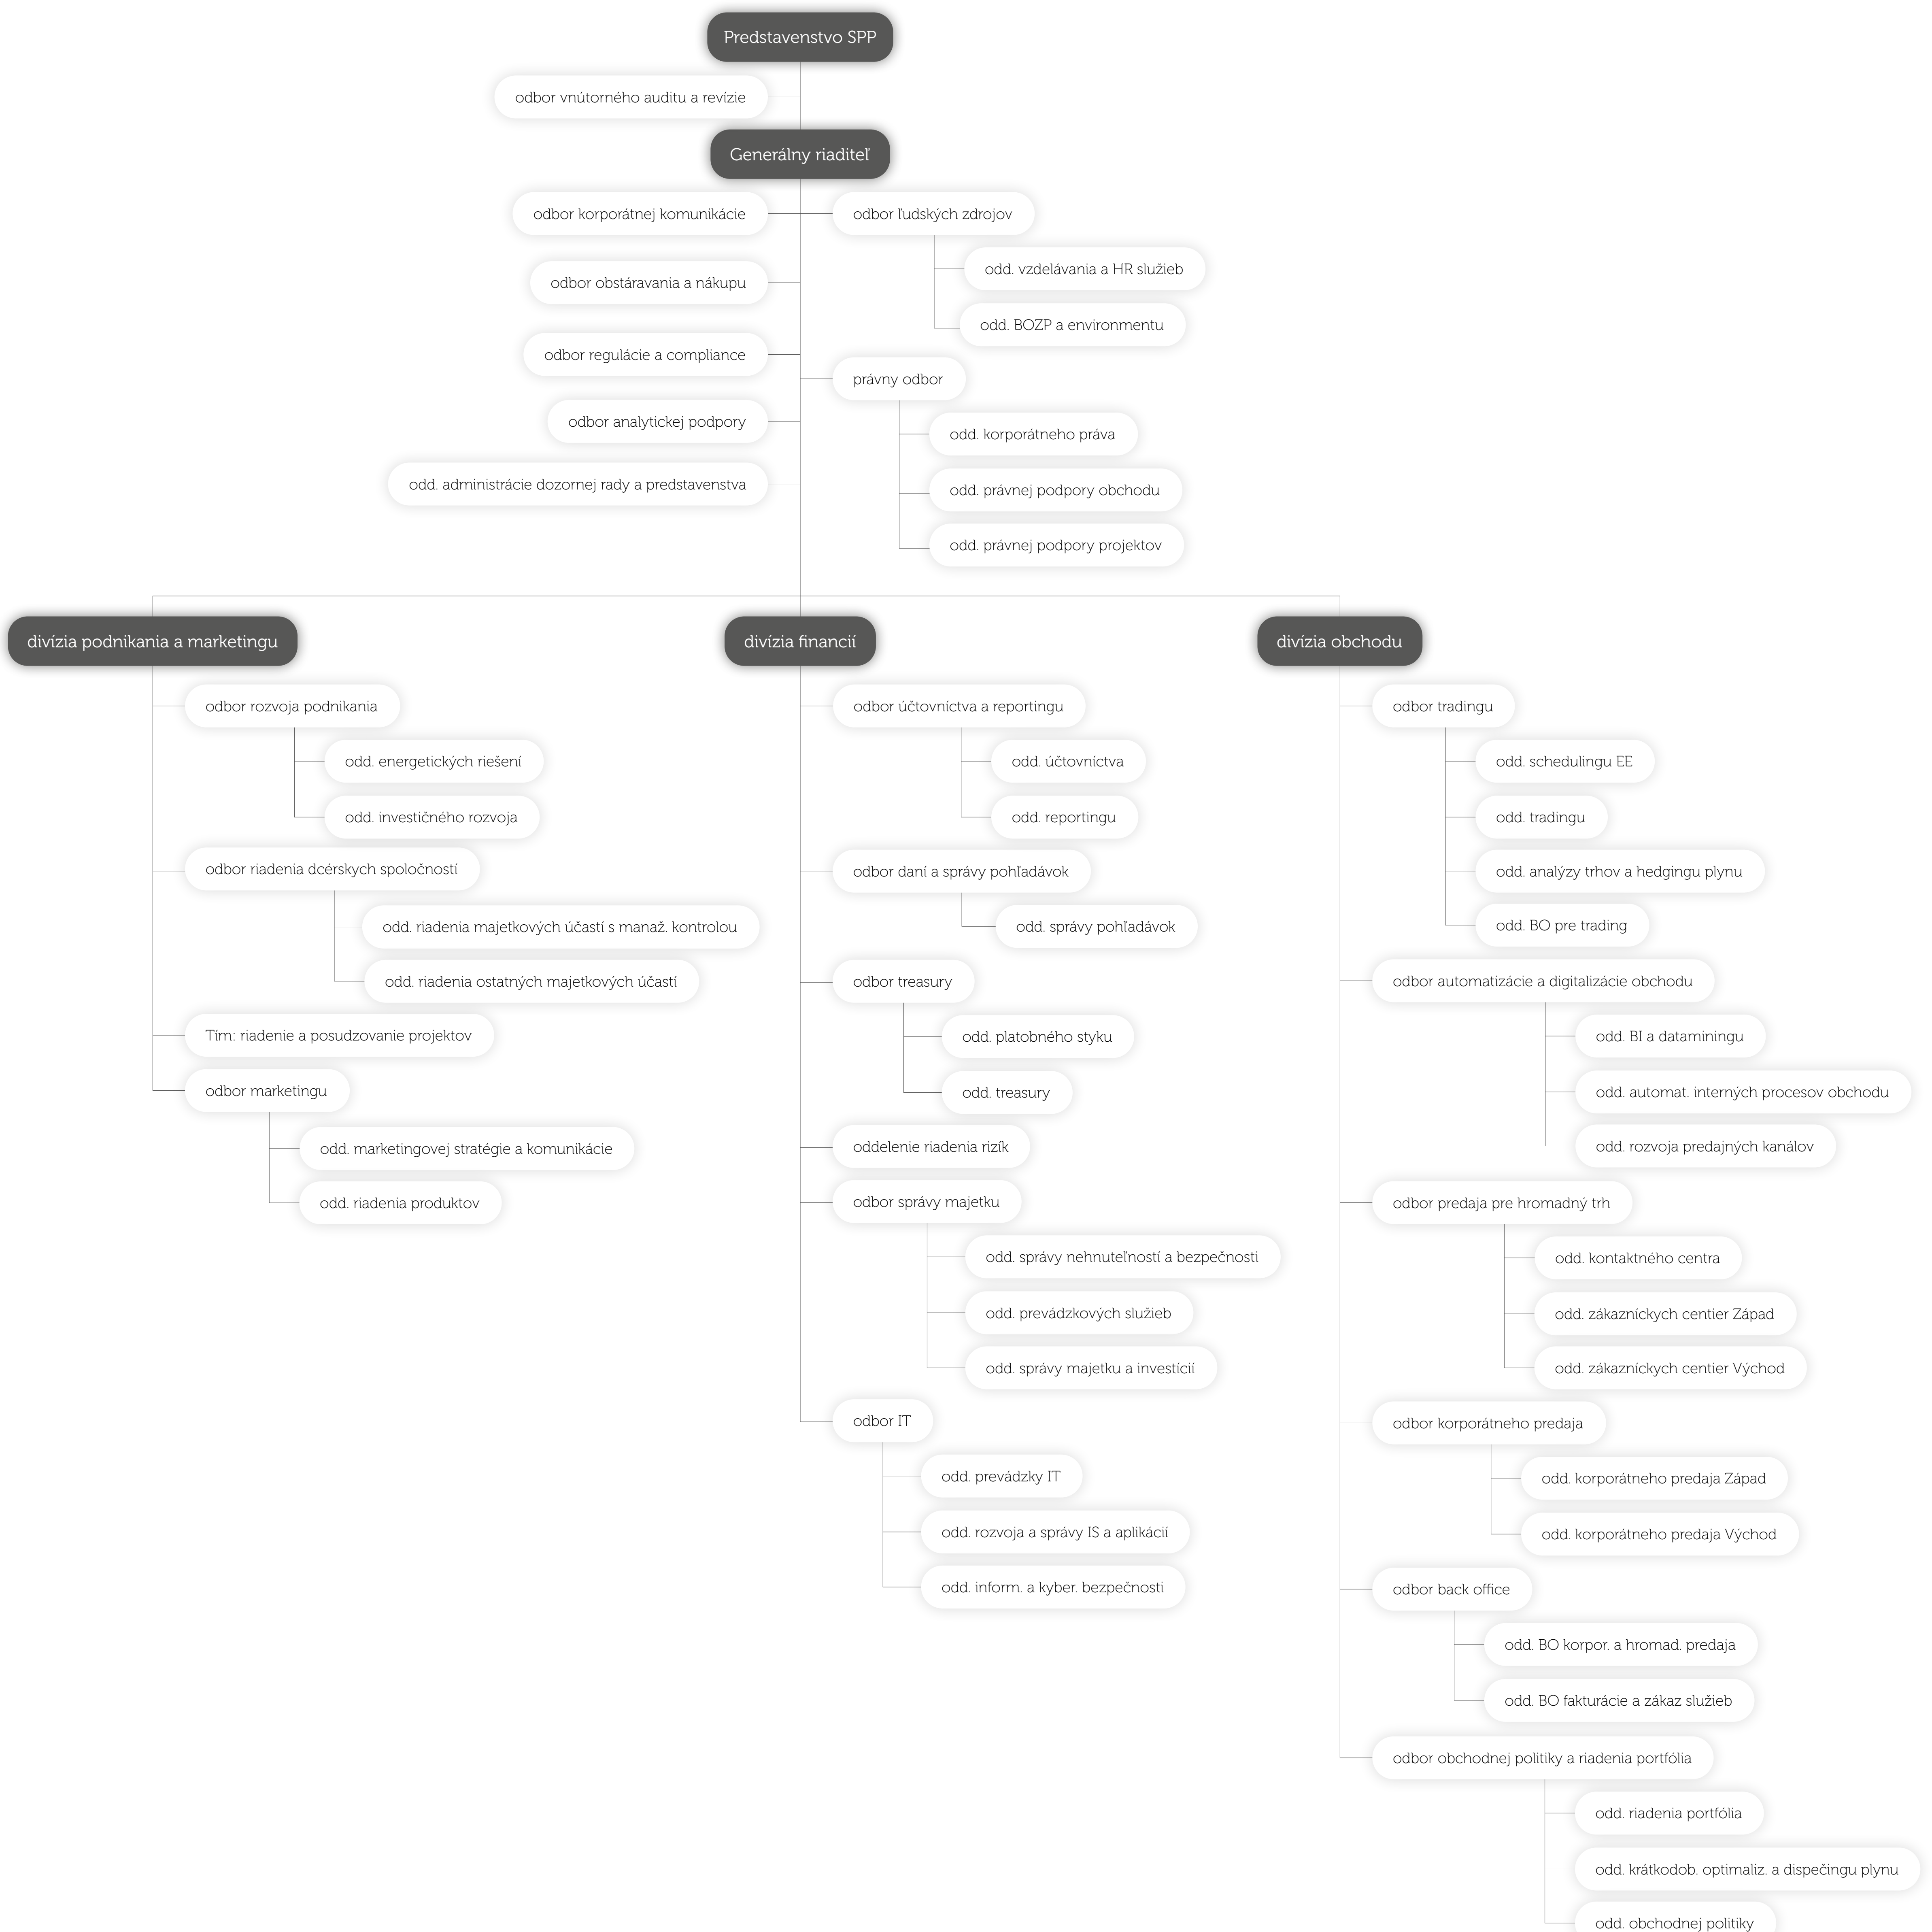 Predstavenstvo SPP
odbor vnútorného auditu a revízie
Generálny riaditeľ
odbor korporátnej komunikácie
odbor obstáravania a nákupu
odbor regulácie a compliance
odbor analytickej podpory
odd. administrácie dozornej rady a predstavenstva
odbor ľudských zdrojov
odd. vzdelávania a HR služieb
odd. BOZP a environmentu
právny odbor
odd. korporátneho práva
odd. právnej podpory obchodu
odd. právnej podpory projektov
divízia podnikania a marketingu
odbor rozvoja podnikania
odd. energetických riešení
odd. investičného rozvoja
odbor riadenia dcérskych spoločností
odd. riadenia majetkových účastí s manaž. kontrolou
odd. riadenia ostatných majetkových účastí
Tím: riadenie a posudzovanie projektov
odbor marketingu
odd. marketingovej stratégie a komunikácie
odd. riadenia produktov
divízia financií
odbor účtovníctva a reportingu
odd. účtovníctva
odd. reportingu
odbor daní a správy pohľadávok
odd. správy pohľadávok
odbor treasury
odd. platobného styku
odd. treasury
oddelenie riadenia rizík
odbor správy majetku
odd. správy nehnuteľností a bezpečnosti
odd. prevádzkových služieb
odd. správy majetku a investícií
odbor IT
odd. prevádzky IT
odd. rozvoja a správy IS a aplikácií
odd. inform. a kyber. bezpečnosti
divízia obchodu
odbor tradingu
odd. schedulingu EE
odd. tradingu
odd. analýzy trhov a hedgingu plynu
odd. BO pre trading
odbor automatizácie a digitalizácie obchodu
odd. BI a dataminingu
odd. automat. interných procesov obchodu
odd. rozvoja predajných kanálov
odbor predaja pre hromadný trh
odd. kontaktného centra
odd. zákazníckych centier Západ
odd. zákazníckych centier Východ
odbor korporátneho predaja
odd. korporátneho predaja Západ
odd. korporátneho predaja Východ
odbor back office
odd. BO korpor. a hromad. predaja
odd. BO fakturácie a zákaz služieb
odbor obchodnej politiky a riadenia portfólia
odd. riadenia portfólia
odd. krátkodob. optimaliz. a dispečingu plynu
odd. obchodnej politiky